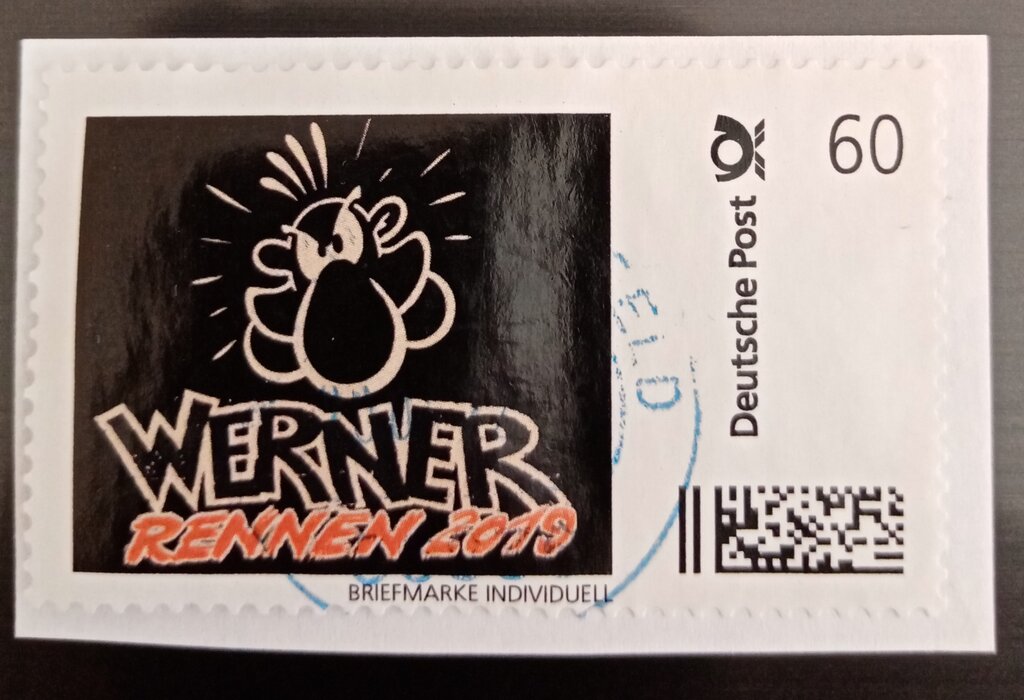 WERNER
RENNEN 2019
BRIEFMARKE INDIVIDUELL
Deutsche Post
60